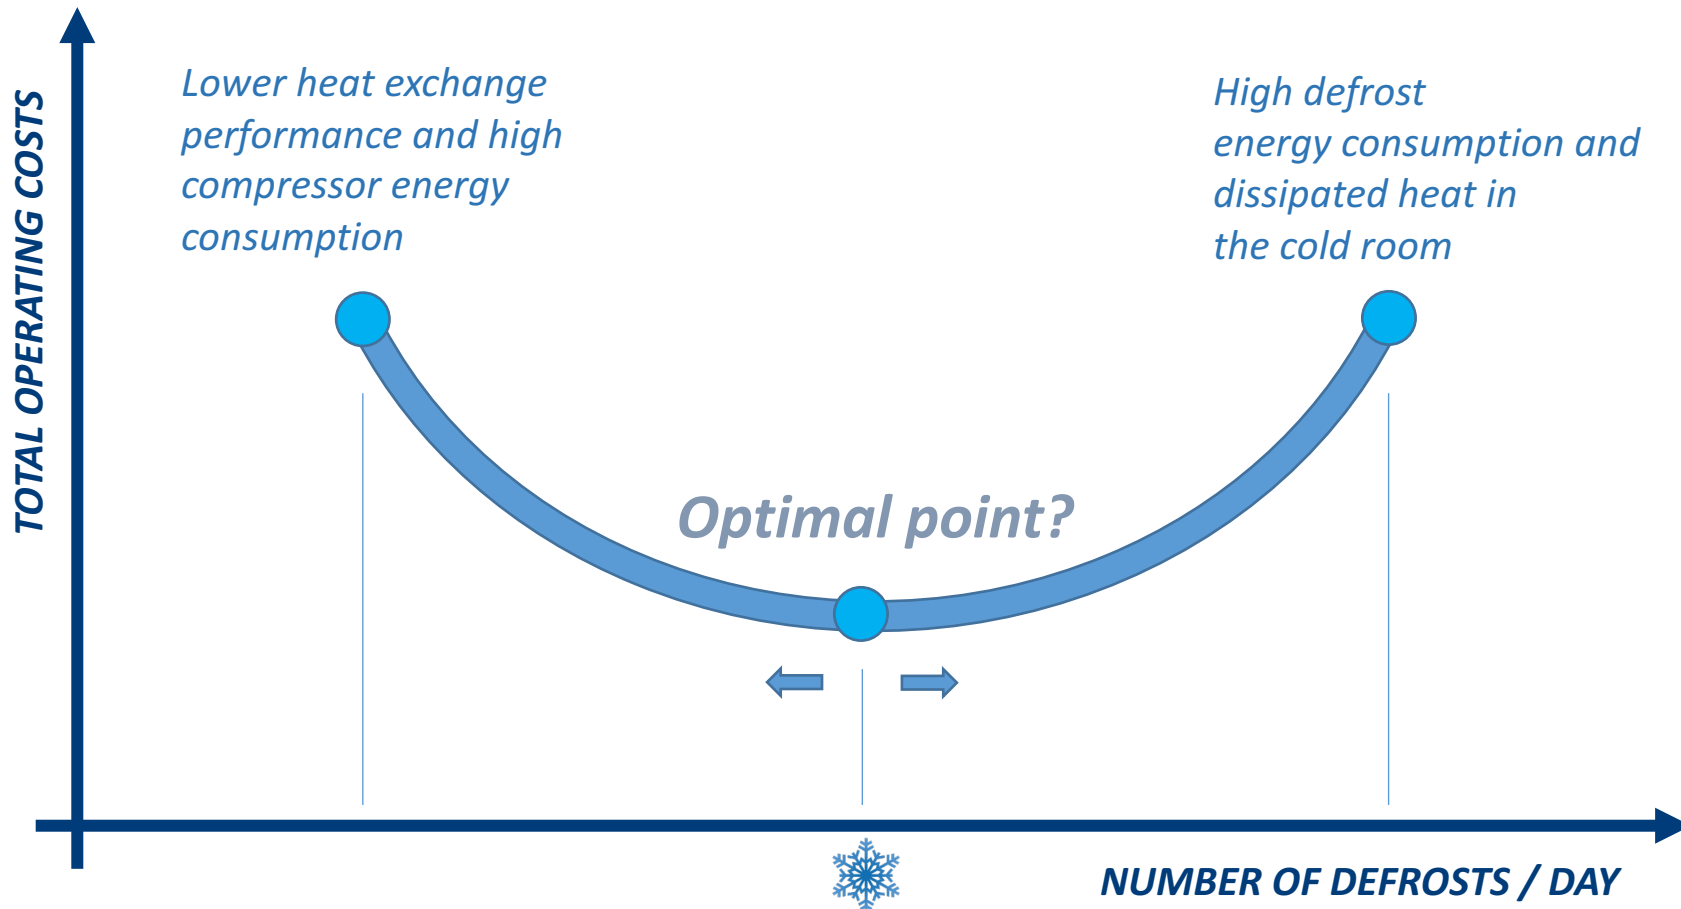 TOTAL OPERATING COSTS
Lower heat exchange
performance and high
compressor energy
consumption
High defrost
energy consumption and
dissipated heat in
the cold room
Optimal point?
NUMBER OF DEFROSTS / DAY